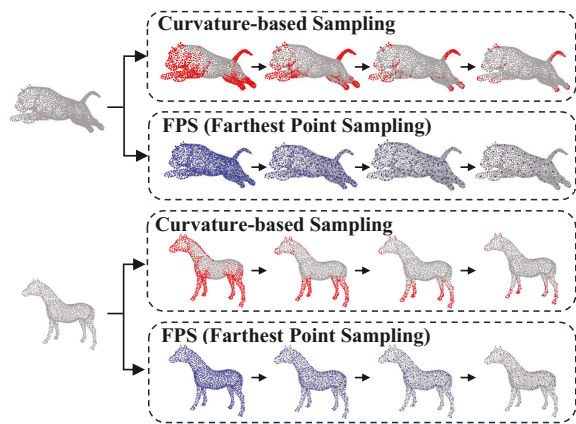 Curvature-based Sampling
FPS (Farthest Point Sampling)
Curvature-based Sampling
FPS (Farthest Point Sampling)